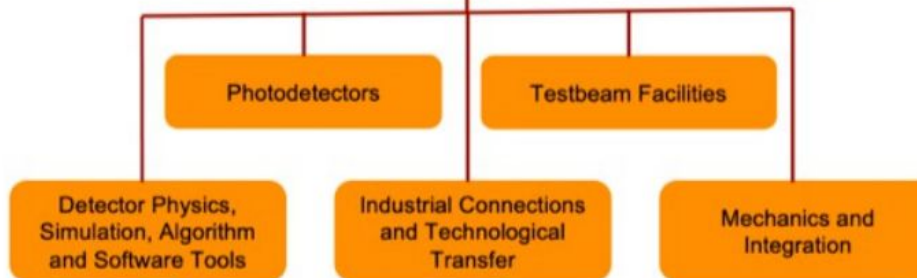 Photodetectors
Testbeam Facilities
Detector Physics,
Simulation, Algorithm
and Software Tools
Industrial Connections
and Technological
Transfer
Mechanics and
Integration